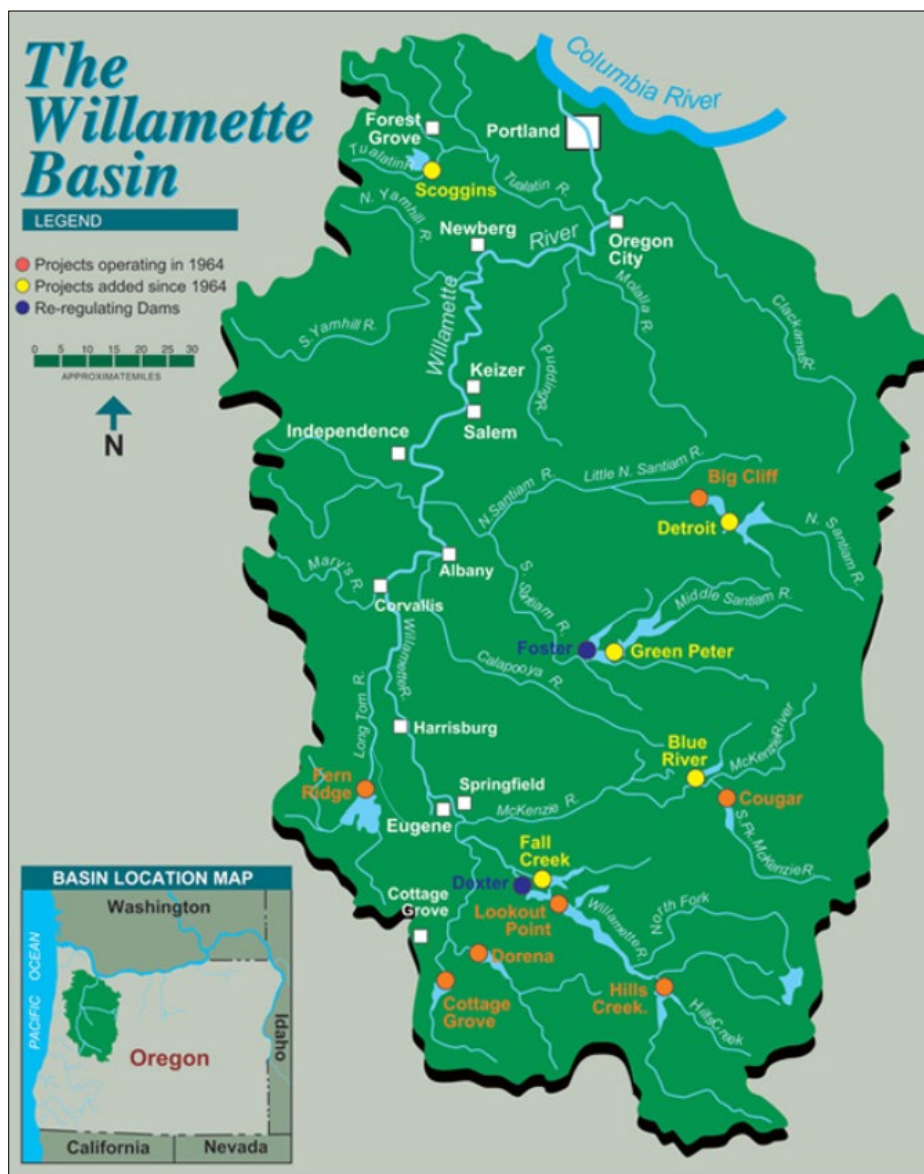 The
Willamette
Basin
LEGEND
Projects operating in 1964
Projects added since 1964
Re-regulating Dams
0 5 10 15 20 25 30
APPROXIMATEMILES
N
Columbia River
Portland
Forest
Grove
Tualatin R.
Scoggins
Tualatin R.
N. Yamhill R.
Newberg
River
Oregon
City
Molalla R.
Clackamas R.
S. Yamhill R.
Willamette
Pudding R.
Keizer
Salem
Independence
Little N. Santiam R.
N. Santiam R.
Big Cliff
Detroit
N. Santiam R.
Mary's R.
Albany
Corvallis
S. Santiam R.
Middle Santiam R.
Foster
Green Peter
Willamette R.
Calapooya R.
Long Tom R.
Harrisburg
Blue
River
McKenzie River
Fern
Ridge
Springfield
McKenzie R.
Eugene
Cougar
S. Fk. McKenzie R.
Fall
Creek
Dexter
Cottage
Grove
Lookout
Point
Willamette R.
North Fork
Dorena
Cottage
Grove
Hills
Creek.
Hills Creek
BASIN LOCATION MAP
Washington
PACIFIC OCEAN
Oregon
Idaho
California
Nevada